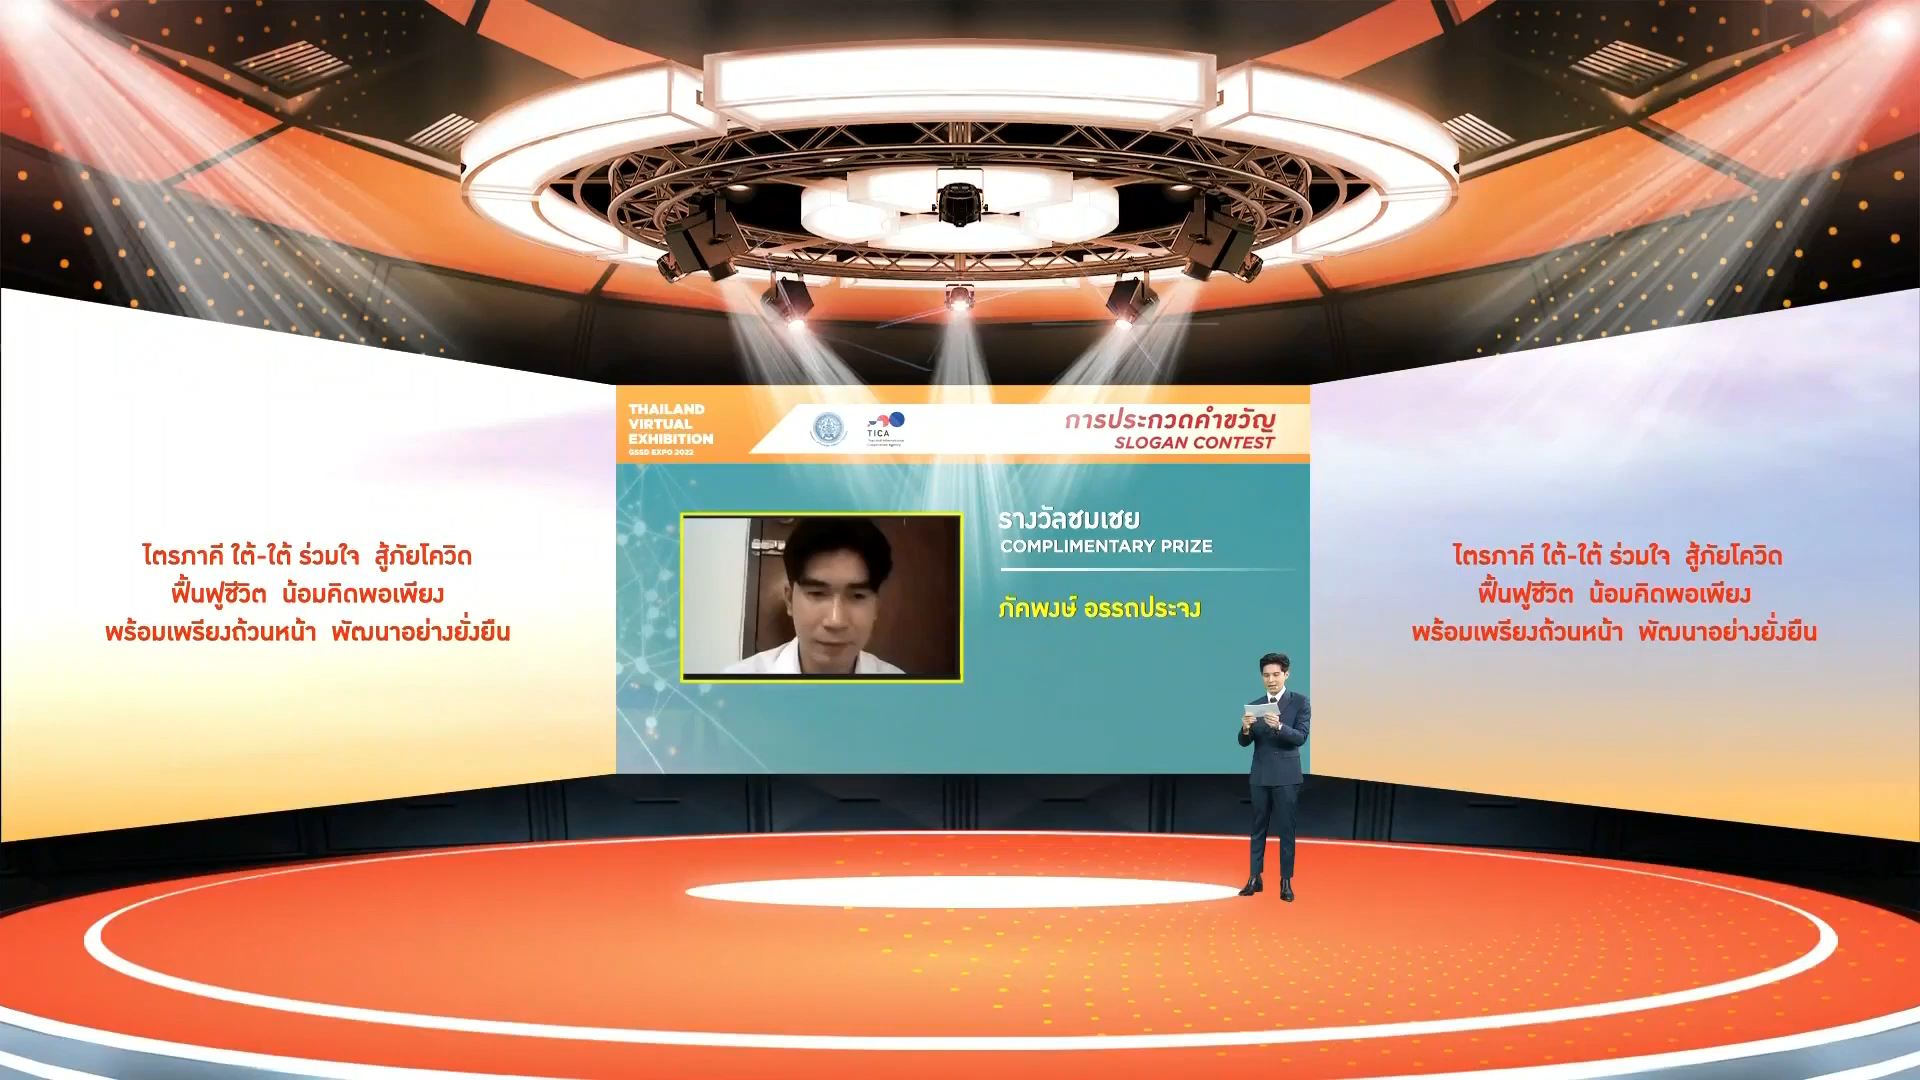 THAILAND
VIRTUAL
EXHIBITION
GSSD EXPO 2022
TICA
การประกวดคำขวัญ
SLOGAN CONTEST
รางวัลชมเชย
COMPLIMENTARY PRIZE
ภัคพงษ์ อรรถประจง
ไตรภาคี ใต้-ใต้ ร่วมใจ สู้ภัยโควิด
ฟื้นฟูชีวิต น้อมคิดพอเพียง
พร้อมเพรียงถ้วนหน้า พัฒนาอย่างยั่งยืน
ไตรภาคี ใต้-ใต้ ร่วมใจ สู้ภัยโควิด
ฟื้นฟูชีวิต น้อมคิดพอเพียง
พร้อมเพรียงถ้วนหน้า พัฒนาอย่างยั่งยืน